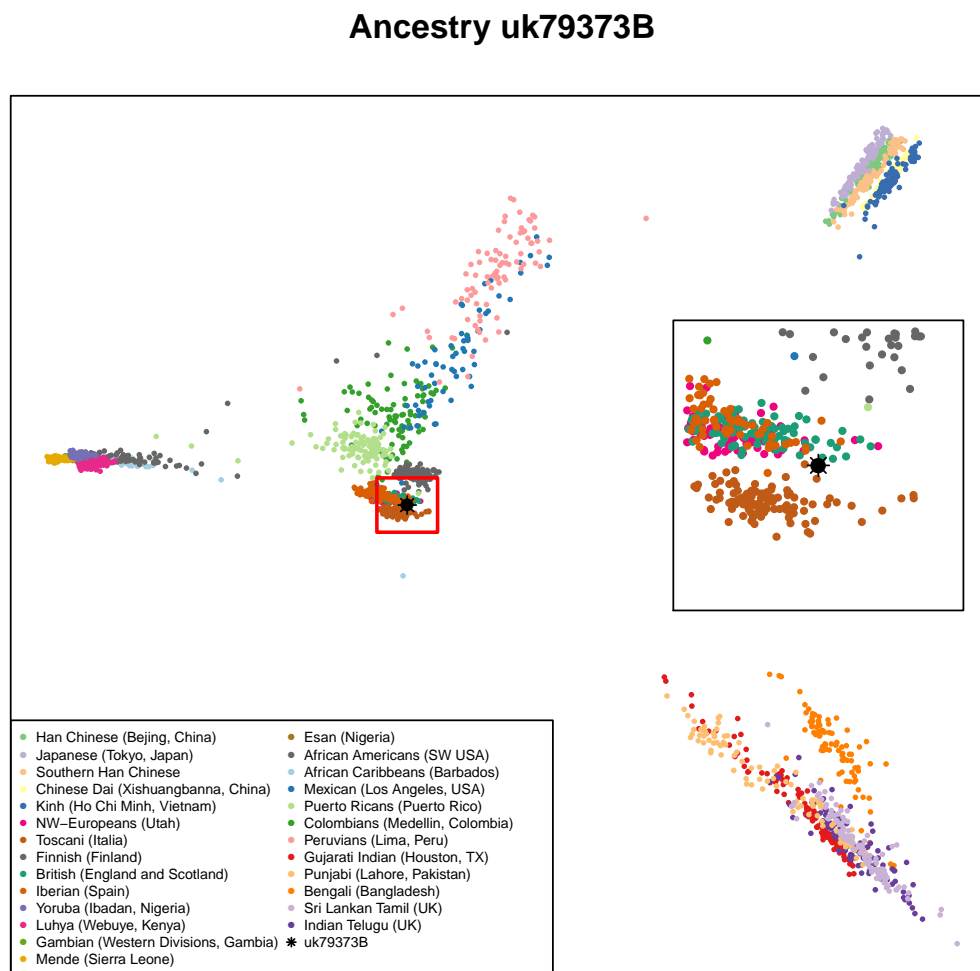 Ancestry uk79373B
Han Chinese (Bejing, China)
Japanese (Tokyo, Japan)
Southern Han Chinese
Chinese Dai (Xishuangbanna, China)
Kinh (Ho Chi Minh, Vietnam)
NW−Europeans (Utah)
Toscani (Italia)
Finnish (Finland)
British (England and Scotland)
Iberian (Spain)
Yoruba (Ibadan, Nigeria)
Luhya (Webuye, Kenya)
Gambian (Western Divisions, Gambia)
Mende (Sierra Leone)
Esan (Nigeria)
African Americans (SW USA)
African Caribbeans (Barbados)
Mexican (Los Angeles, USA)
Puerto Ricans (Puerto Rico)
Colombians (Medellin, Colombia)
Peruvians (Lima, Peru)
Gujarati Indian (Houston, TX)
Punjabi (Lahore, Pakistan)
Bengali (Bangladesh)
Sri Lankan Tamil (UK)
Indian Telugu (UK)
uk79373B